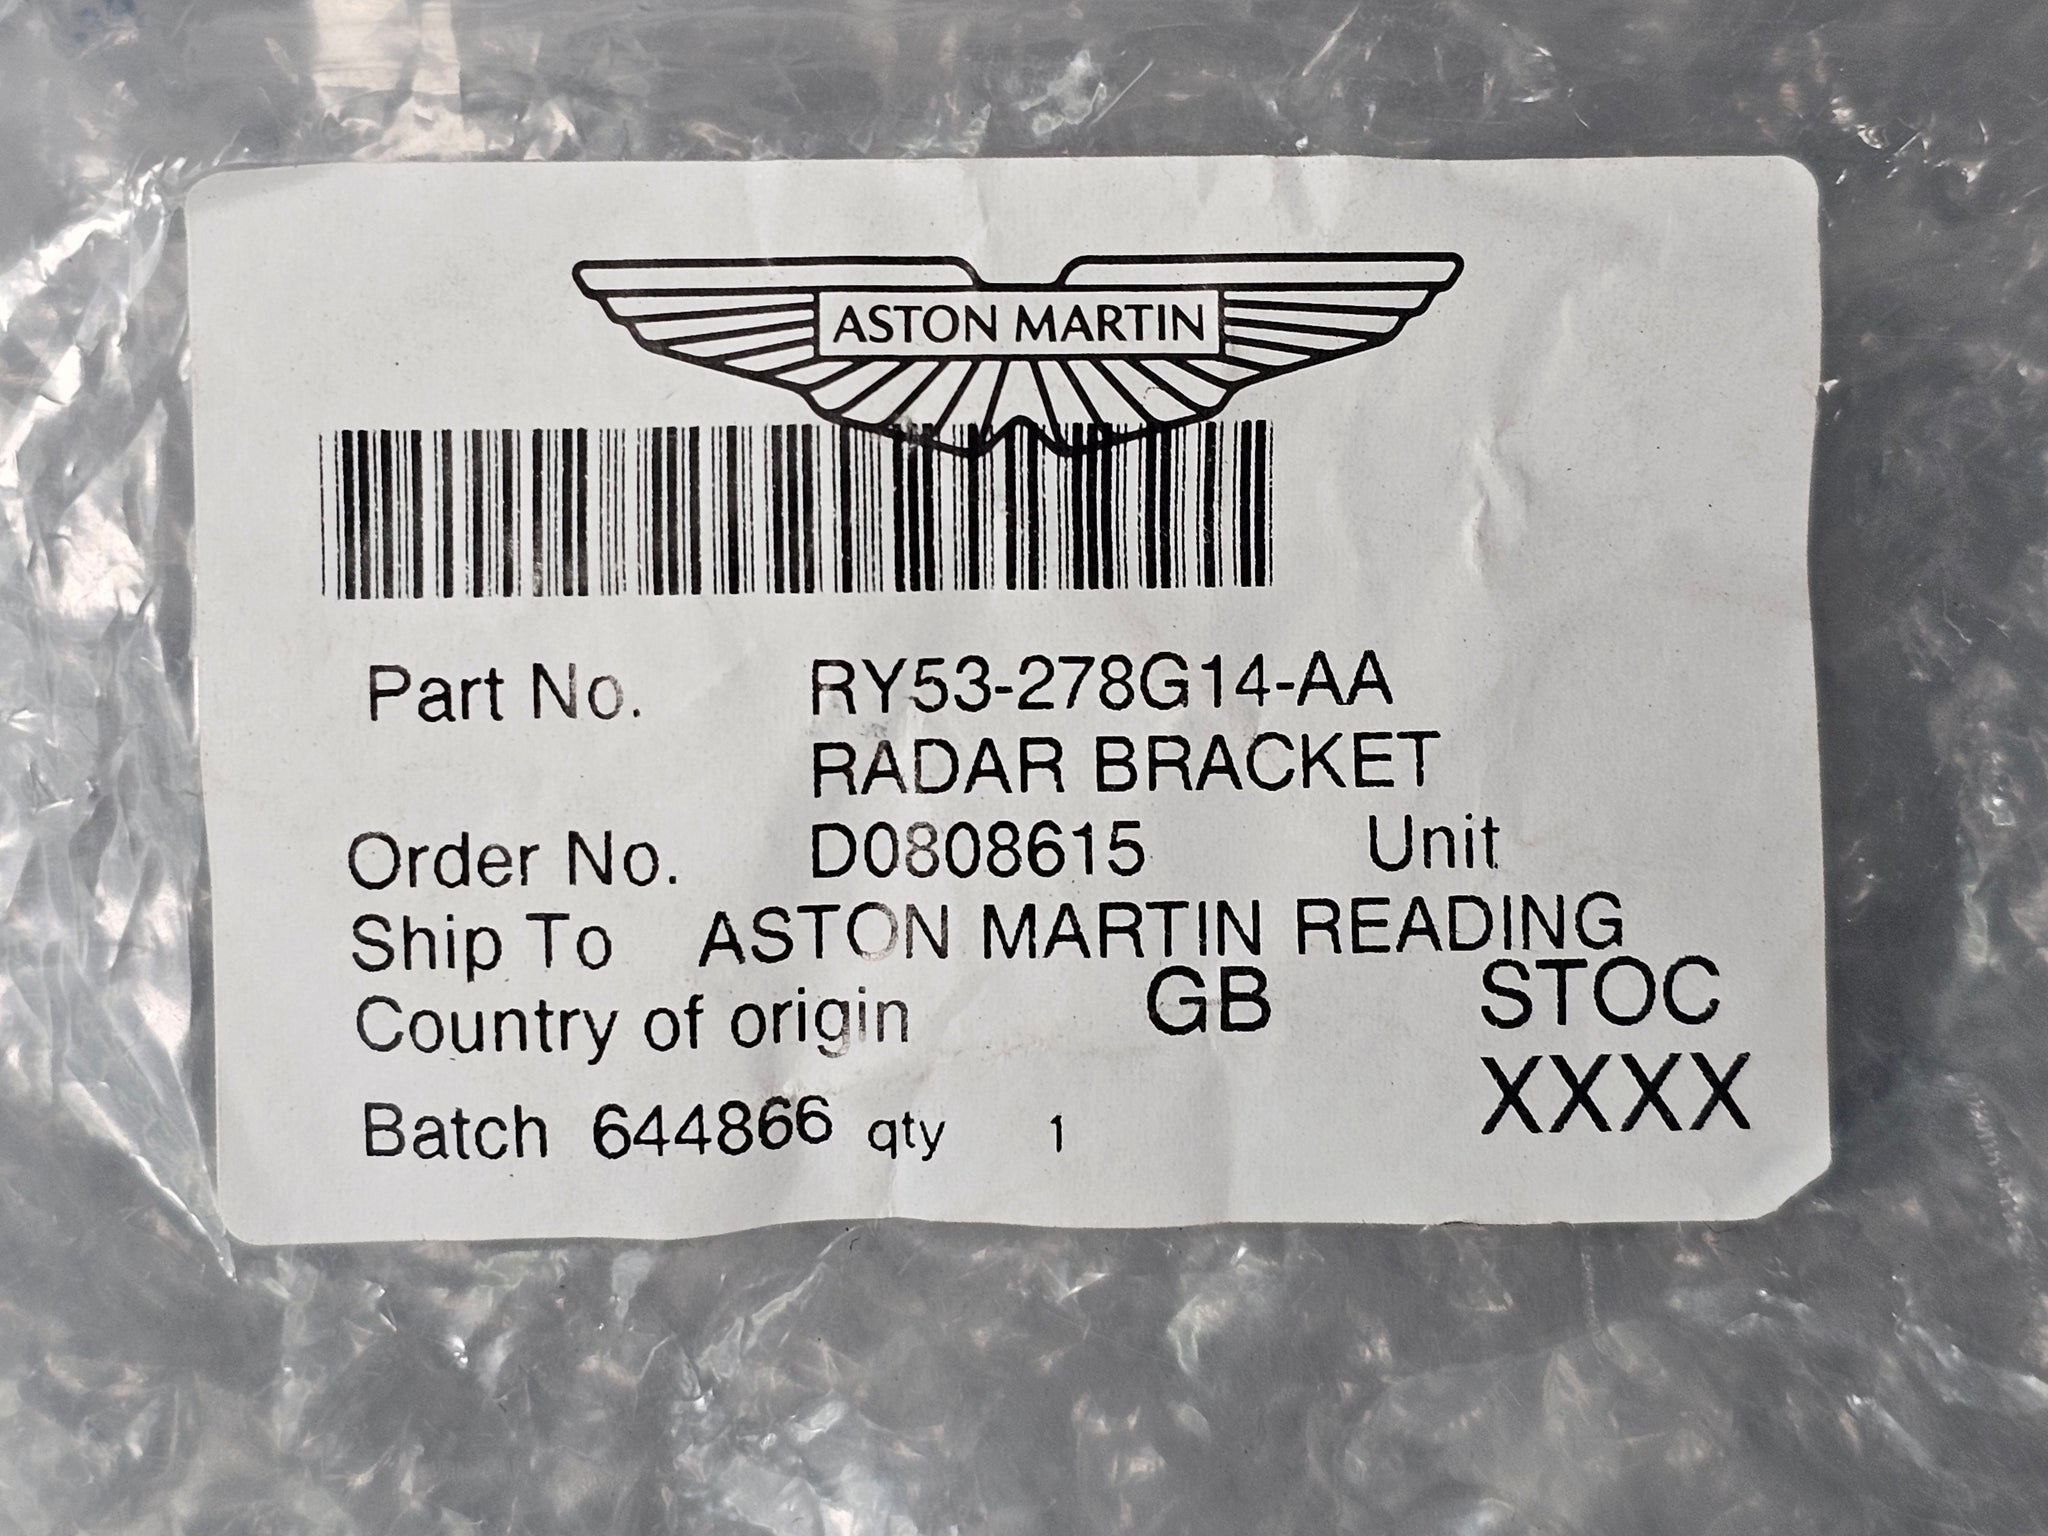 ASTON MARTIN
Part No. RY53-278G14-AA
RADAR BRACKET
Order No. D0808615 Unit
Ship To ASTON MARTIN READING
Country of origin GB STOC
Batch 644866 qty 1 XXXX